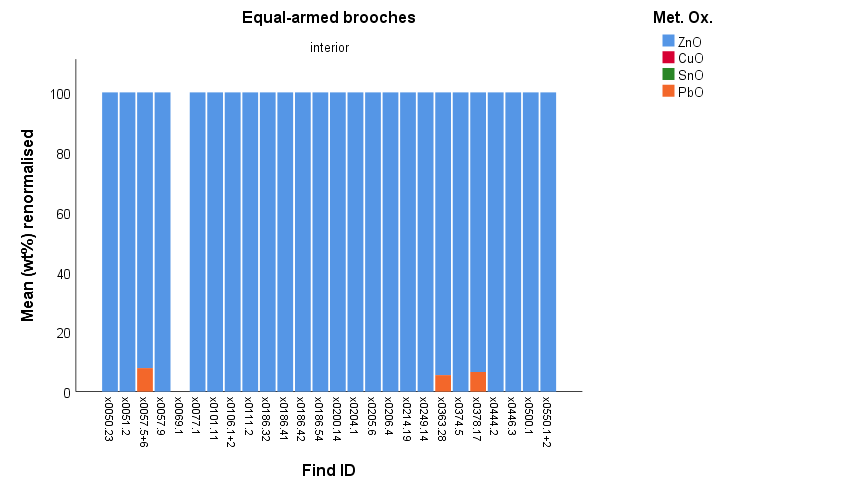 Equal-armed brooches
interior
Met. Ox.
ZnO
CuO
SnO
PbO
Mean (wt%) renormalised
100
80
60
40
20
0
x0050.23
x0051.2
x0057.5+6
x0057.9
x0069.1
x0077.1
x0101.11
x0106.1+2
x0111.2
x0186.32
x0186.41
x0186.42
x0186.54
x0200.14
x0204.1
x0205.6
x0206.4
x0214.19
x0249.14
x0363.28
x0374.5
x0378.17
x0444.2
x0446.3
x0500.1
x0550.1+2
Find ID